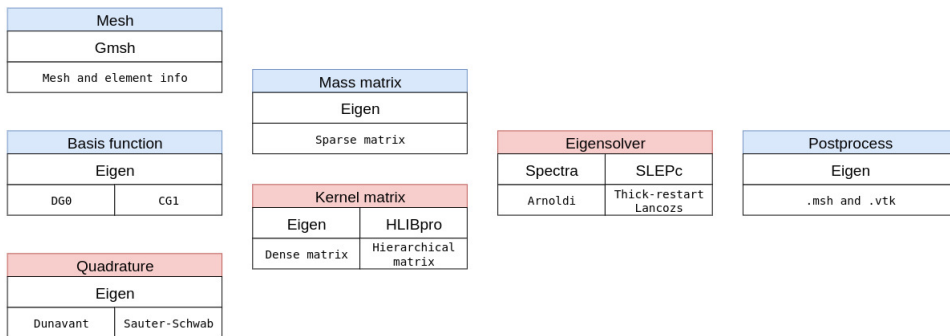 Mesh
Gmsh
Mesh and element info
Basis function
Eigen
DG0 CG1
Quadrature
Eigen
Dunavant Sauter-Schwab
Mass matrix
Eigen
Sparse matrix
Kernel matrix
Eigen HLIBpro
Dense matrix Hierarchical
matrix
Eigensolver
Spectra SLEPc
Arnoldi Thick-restart
Lancozs
Postprocess
Eigen
.msh and .vtk